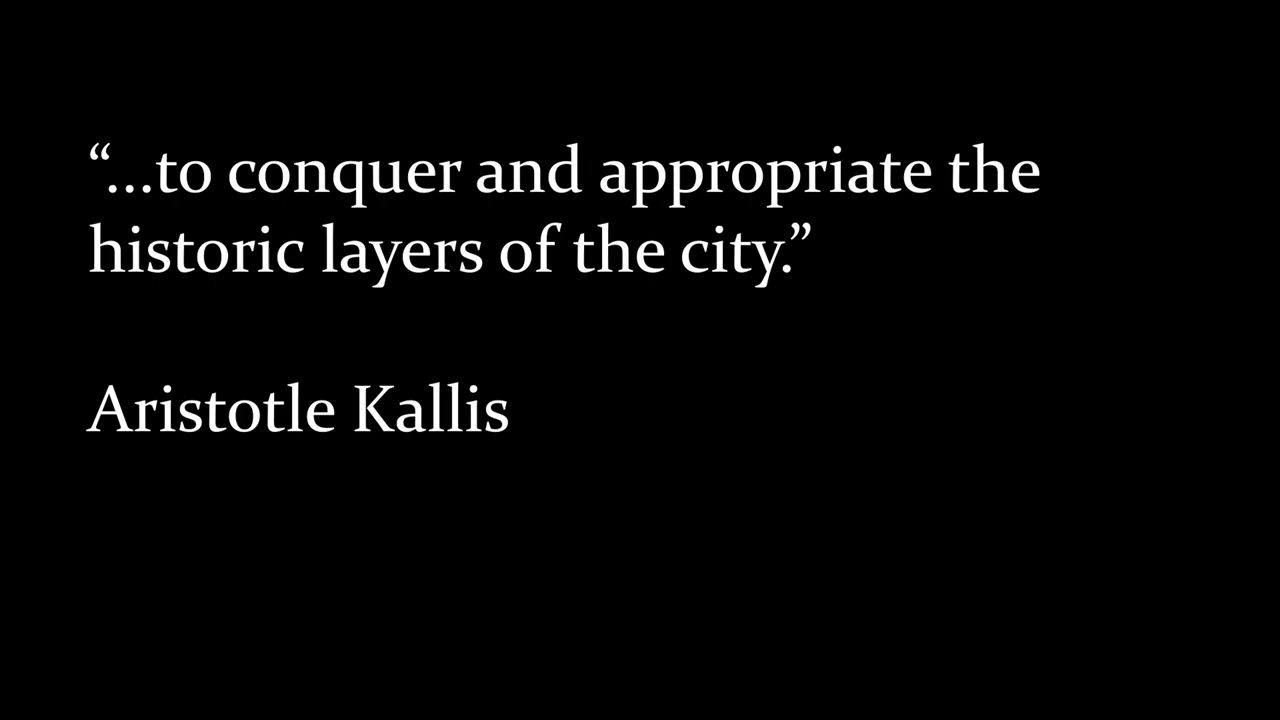 “...to conquer and appropriate the
historic layers of the city.”
Aristotle Kallis